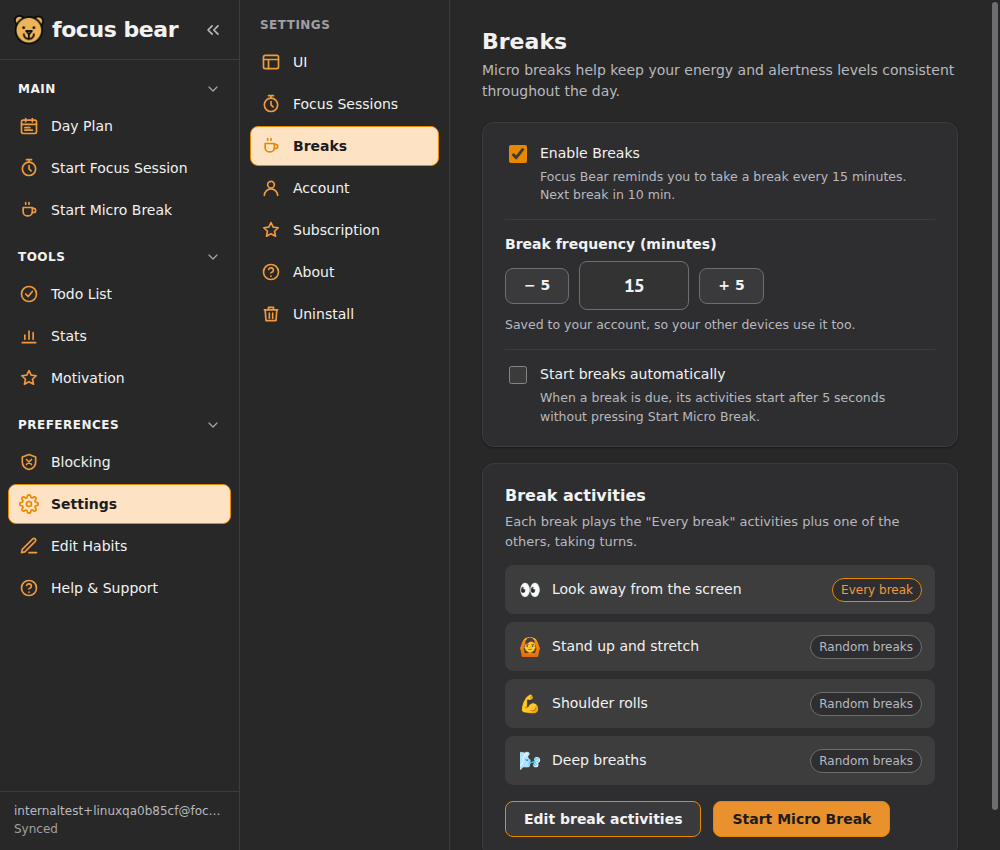 focus bear
MAIN
Day Plan
Start Focus Session
Start Micro Break
TOOLS
Todo List
Stats
Motivation
PREFERENCES
Blocking
Settings
Edit Habits
Help & Support
internaltest+linuxqa0b85cf@foc...
Synced
SETTINGS
UI
Focus Sessions
Breaks
Account
Subscription
About
Uninstall
Breaks
Micro breaks help keep your energy and alertness levels consistent
throughout the day.
Enable Breaks
Focus Bear reminds you to take a break every 15 minutes.
Next break in 10 min.
Break frequency (minutes)
− 5
15
+ 5
Saved to your account, so your other devices use it too.
Start breaks automatically
When a break is due, its activities start after 5 seconds
without pressing Start Micro Break.
Break activities
Each break plays the "Every break" activities plus one of the
others, taking turns.
Look away from the screen
Every break
Stand up and stretch
Random breaks
Shoulder rolls
Random breaks
Deep breaths
Random breaks
Edit break activities
Start Micro Break